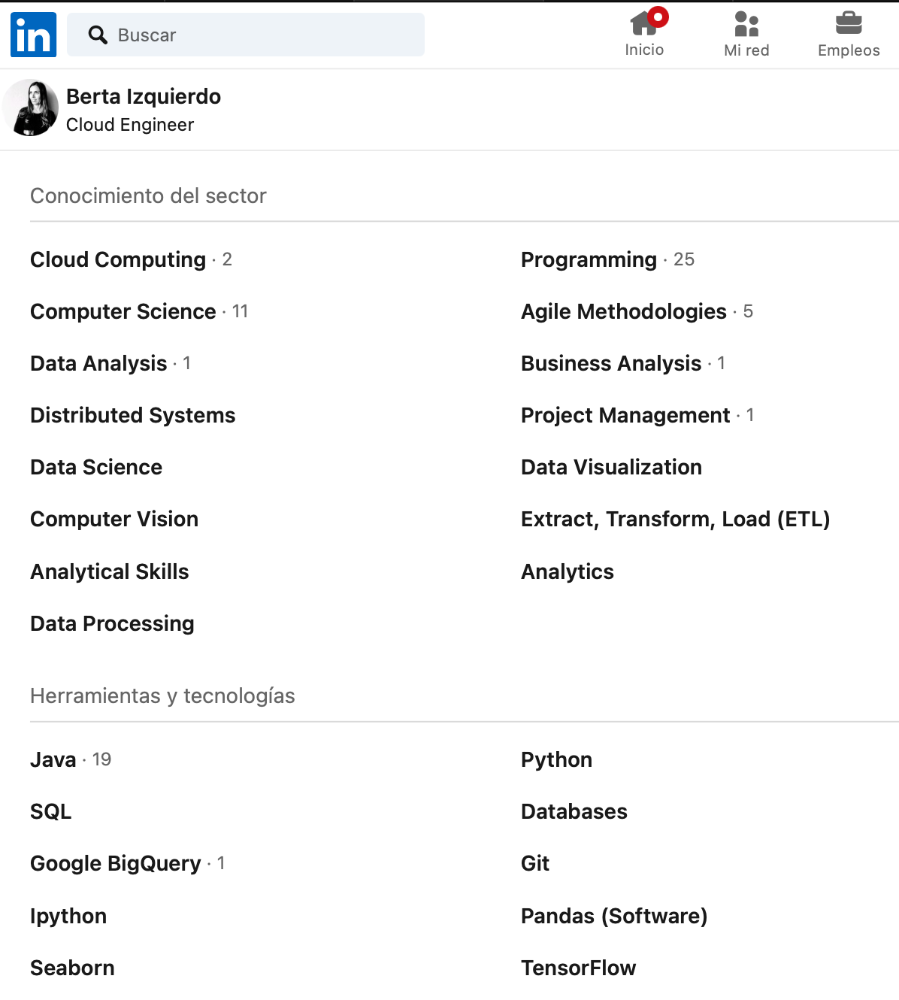 in
Buscar
Inicio
Mi red
Empleos
Berta Izquierdo
Cloud Engineer
Conocimiento del sector
Cloud Computing · 2
Programming · 25
Computer Science · 11
Agile Methodologies · 5
Data Analysis · 1
Business Analysis · 1
Distributed Systems
Project Management · 1
Data Science
Data Visualization
Computer Vision
Extract, Transform, Load (ETL)
Analytical Skills
Analytics
Data Processing
Herramientas y tecnologías
Java · 19
Python
SQL
Databases
Google BigQuery · 1
Git
Ipython
Pandas (Software)
Seaborn
TensorFlow